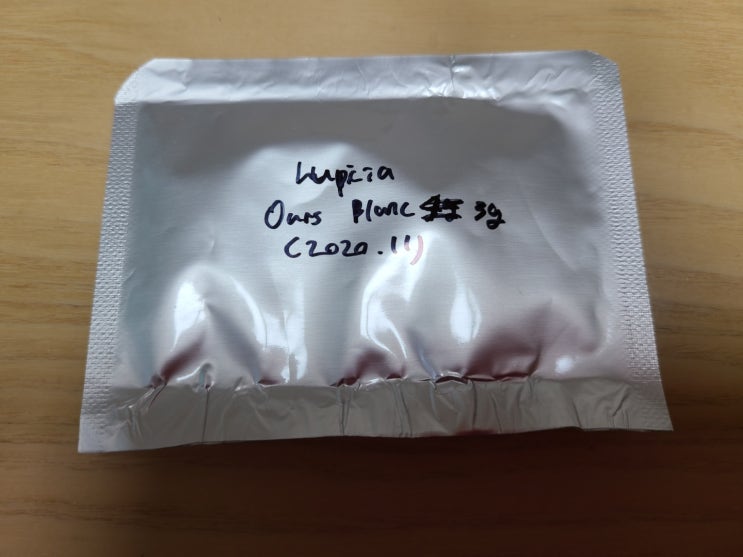 Lupicia
Ours Blanc 3g
(2020.11)